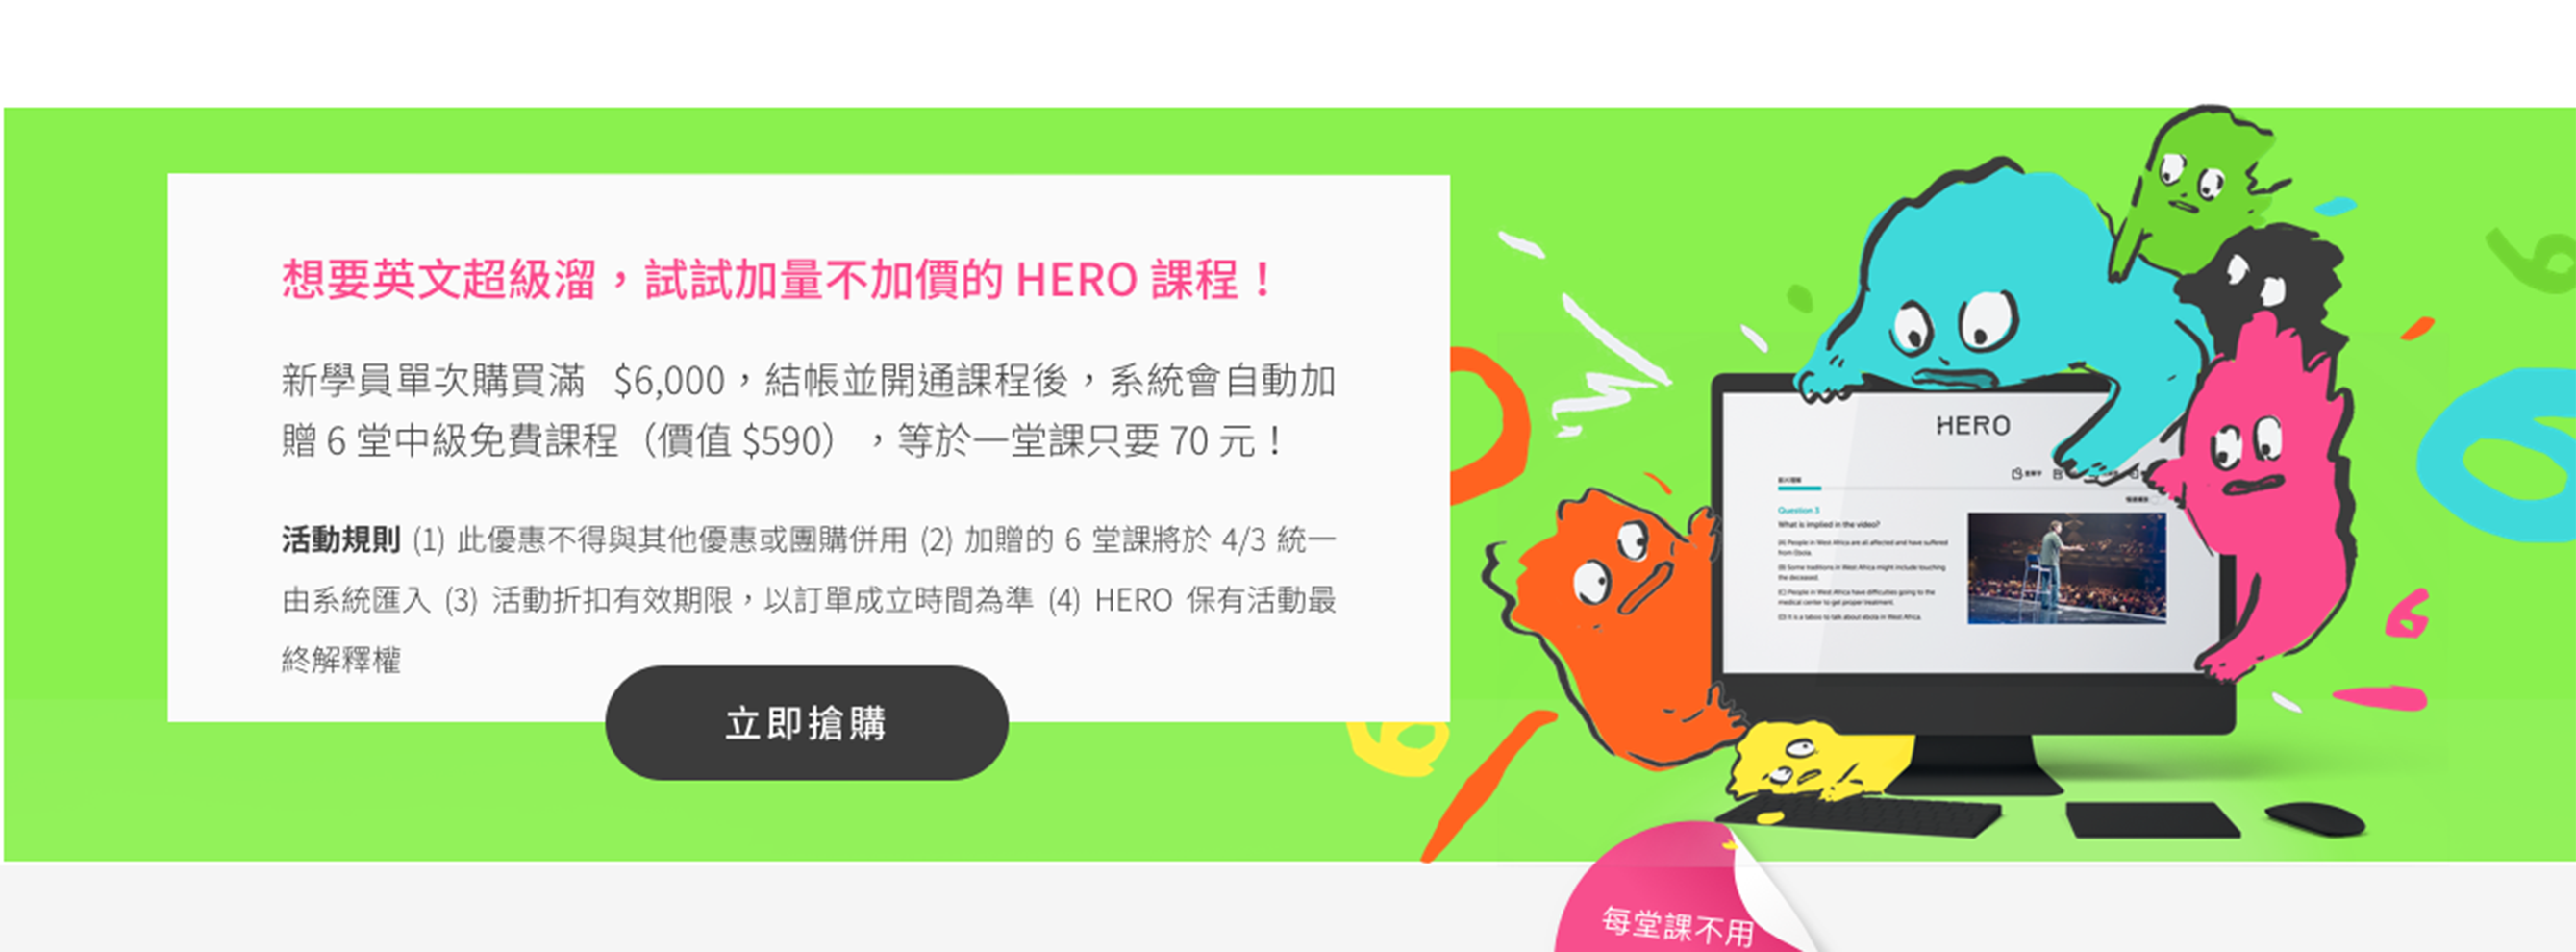 想要英文超級溜，試試加量不加價的 HERO 課程！
新學員單次購買滿 $6,000，結帳並開通課程後，系統會自動加
贈 6 堂中級免費課程（價值 $590），等於一堂課只要 70 元！
活動規則 (1) 此優惠不得與其他優惠或團購併用 (2) 加贈的 6 堂課將於 4/3 統一
由系統匯入 (3) 活動折扣有效期限，以訂單成立時間為準 (4) HERO 保有活動最
終解釋權
立即搶購
HERO
Question 3
What is implied in the video?
(A) People in West Africa are all affected and have suffered
from Ebola.
(B) Some traditions in West Africa might include touching
the deceased.
(C) People in West Africa have difficulties going to the
medical center to get proper treatment.
(D) It is a taboo to talk about ebola in West Africa.
每堂課不用